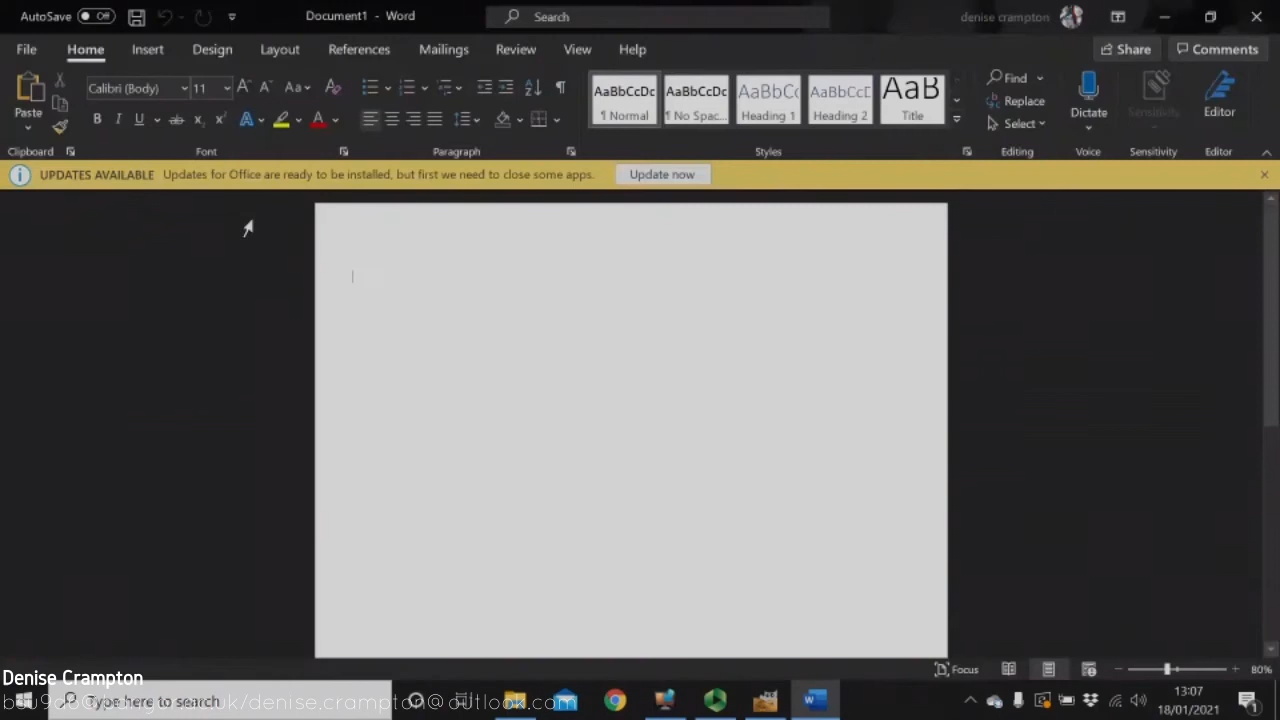 AutoSave Off Document1 - Word Search denise crampton
File Home Insert Design Layout References Mailings Review View Help Share Comments
Paste Calibri (Body) 11 Aa AaBbCcDc AaBbCcDc AaBbCc AaBbCcD AaB Find
¶ Normal ¶ No Spac... Heading 1 Heading 2 Title Replace
Select Dictate Sensitivity Editor
Clipboard Font Paragraph Styles Editing Voice Sensitivity Editor
UPDATES AVAILABLE Updates for Office are ready to be installed, but first we need to close some apps. Update now
Focus 80%
Denise Crampton
Type here to search
denise.crampton@outlook.com
13:07
18/01/2021
1